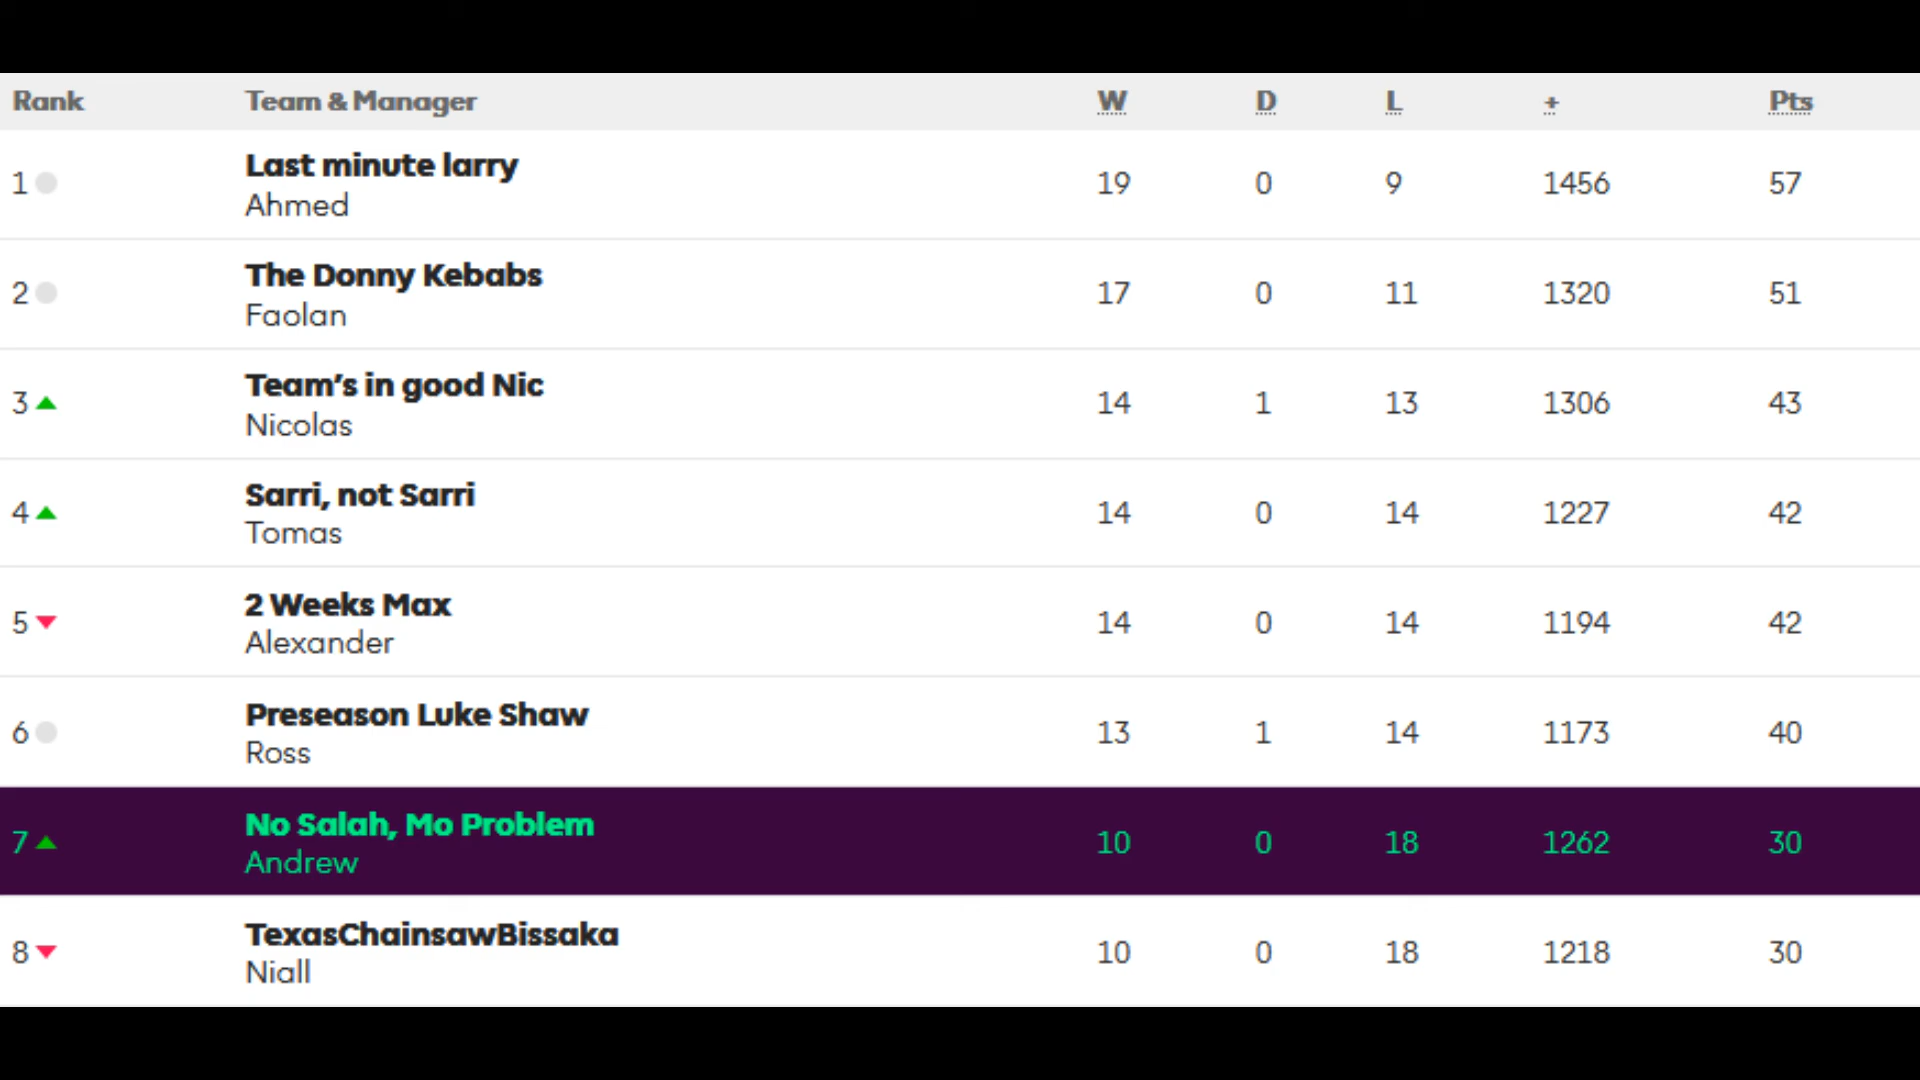 Rank Team & Manager W D L + Pts
1 Last minute larry 19 0 9 1456 57
Ahmed
2 The Donny Kebabs 17 0 11 1320 51
Faolan
3 Team’s in good Nic 14 1 13 1306 43
Nicolas
4 Sarri, not Sarri 14 0 14 1227 42
Tomas
5 2 Weeks Max 14 0 14 1194 42
Alexander
6 Preseason Luke Shaw 13 1 14 1173 40
Ross
7 No Salah, Mo Problem 10 0 18 1262 30
Andrew
8 TexasChainsawBissaka 10 0 18 1218 30
Niall